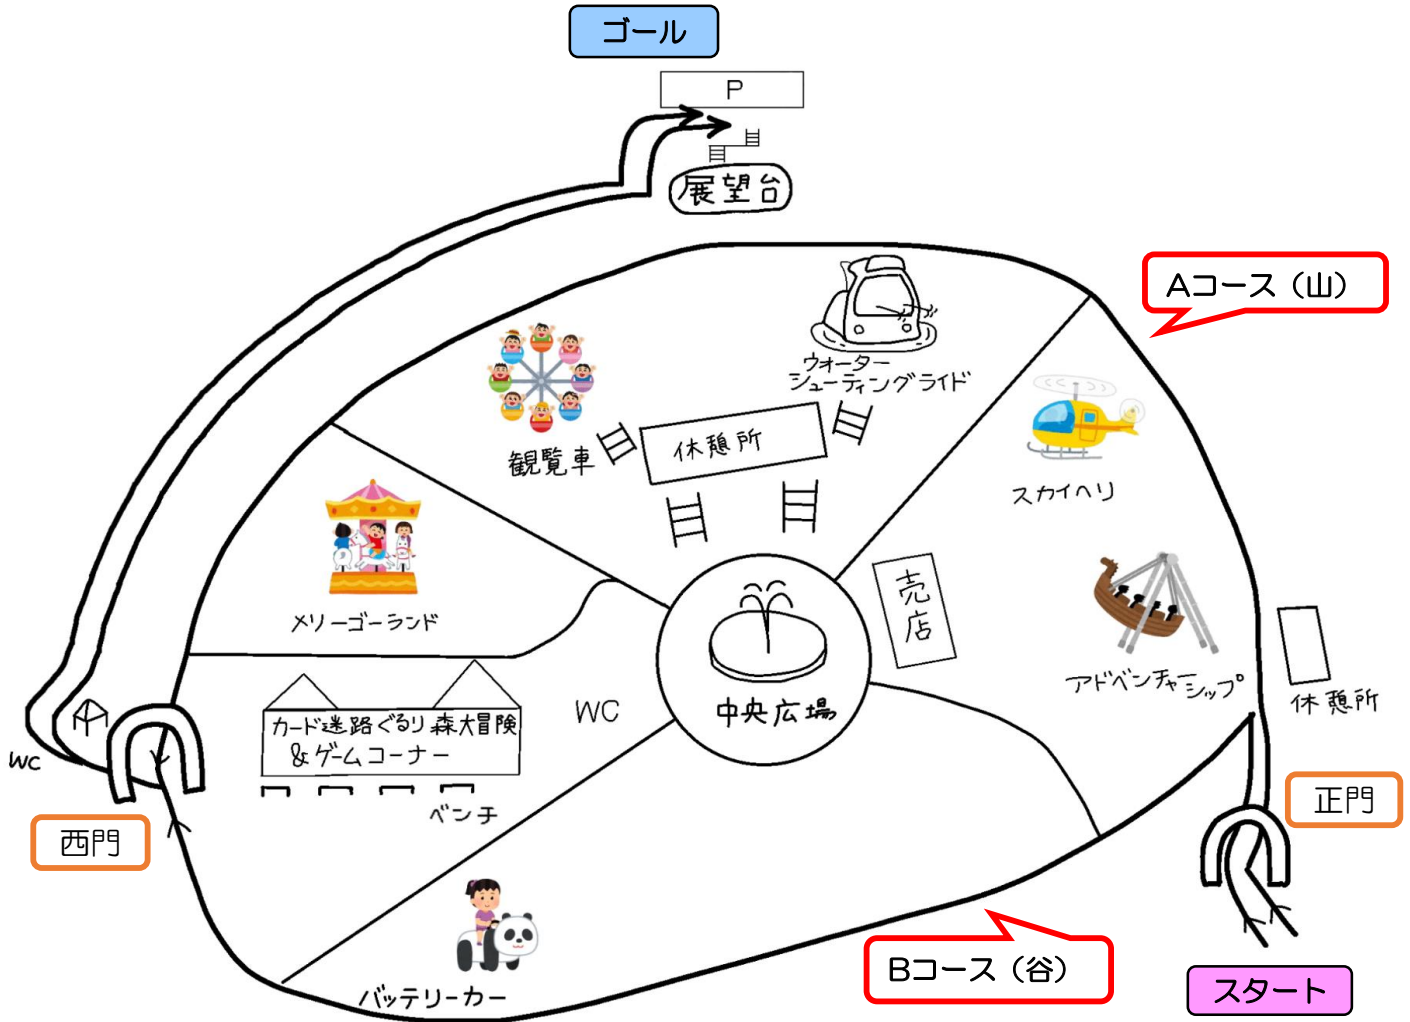 ゴール
P
展望台
Aコース（山）
ウォーター
シューティングライド
観覧車
休憩所
スカイヘリ
メリーゴーランド
売店
アドベンチャーシップ
休憩所
カード迷路ぐるり森大冒険
&ゲームコーナー
WC
中央広場
WC
ベンチ
西門
正門
バッテリーカー
Bコース（谷）
スタート